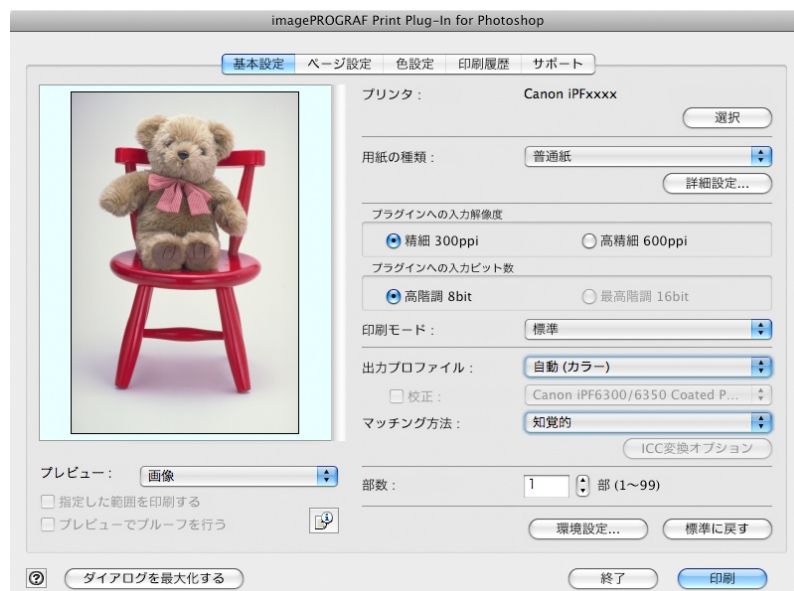 imagePROGRAF Print Plug-In for Photoshop
基本設定 ページ設定 色設定 印刷履歴 サポート
プリンタ： Canon iPFxxxx
選択
用紙の種類： 普通紙
詳細設定...
プラグインへの入力解像度
精細 300ppi 高精細 600ppi
プラグインへの入力ビット数
高階調 8bit 最高階調 16bit
印刷モード： 標準
出力プロファイル： 自動 (カラー)
校正： Canon iPF6300/6350 Coated P...
マッチング方法： 知覚的
ICC変換オプション
プレビュー： 画像
指定した範囲を印刷する
プレビューでプルーフを行う
部数： 1 部 (1〜99)
環境設定... 標準に戻す
? ダイアログを最大化する 終了 印刷